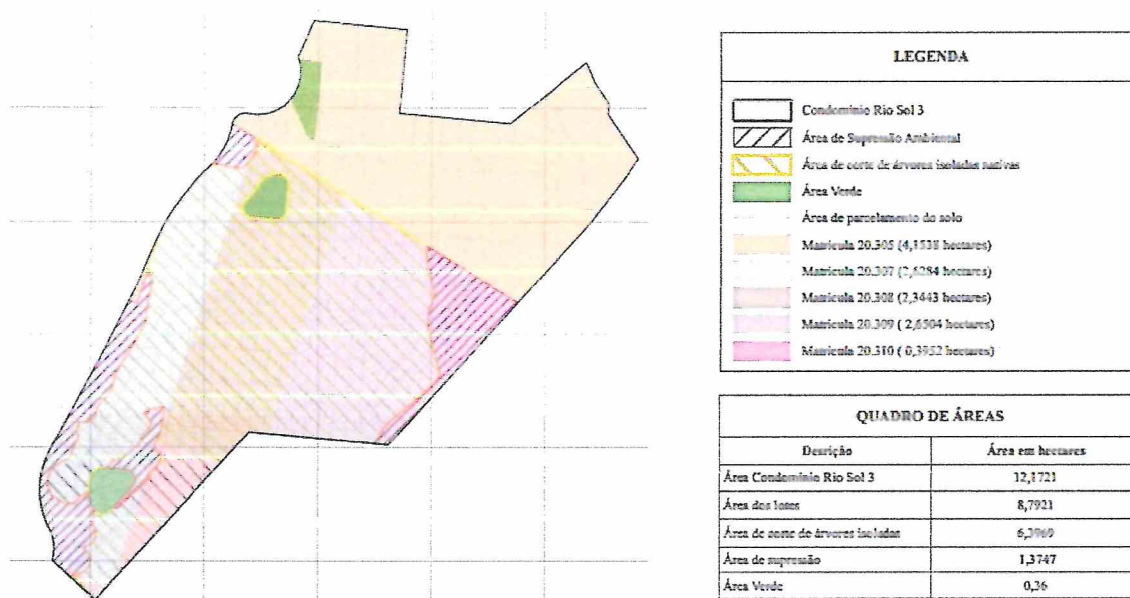 LEGENDA
Condomínio Rio Sol 3
Área de Supressão Ambiental
Área de corte de árvores isoladas nativas
Área Verde
Área de parcelamento do solo
Matrícula 20.305 (4,1538 hectares)
Matrícula 20.307 (2,6284 hectares)
Matrícula 20.308 (2,3443 hectares)
Matrícula 20.309 ( 2,6504 hectares)
Matrícula 20.310 ( 0,3952 hectares)
QUADRO DE ÁREAS
Desrição Área em hectares
Área Condomínio Rio Sol 3 12,1721
Área dos lotes 8,7921
Área de corte de árvores isoladas 6,3969
Área de supressão 1,3747
Área Verde 0,36